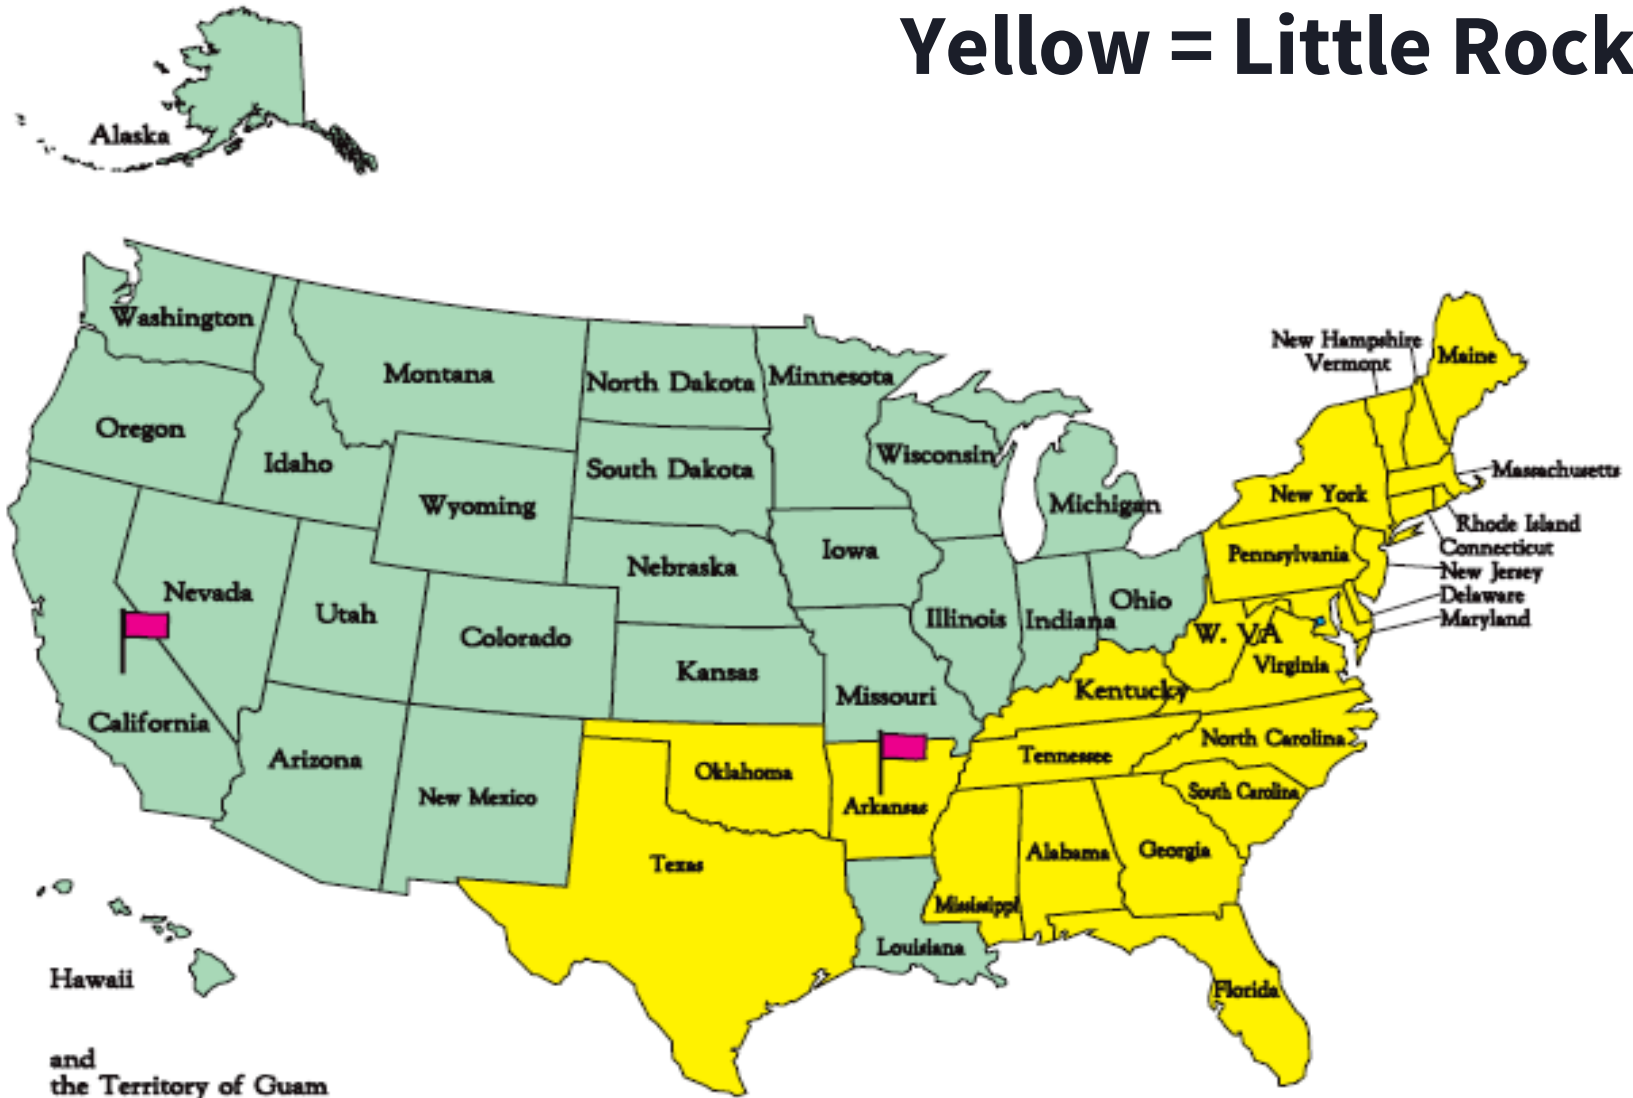 Yellow = Little Rock
Alaska
Washington
Montana
North Dakota
Minnesota
New Hampshire
Vermont
Maine
Oregon
Idaho
South Dakota
Wisconsin
Wyoming
Michigan
New York
Massachusetts
Rhode Island
Connecticut
Nevada
Nebraska
Iowa
Pennsylvania
New Jersey
Delaware
Maryland
Utah
Colorado
Illinois
Indiana
Ohio
W. VA
Virginia
Kansas
Missouri
Kentucky
California
Arizona
New Mexico
Oklahoma
Arkansas
Tennessee
North Carolina
South Carolina
Texas
Alabama
Georgia
Mississippi
Louisiana
Florida
Hawaii
and
the Territory of Guam